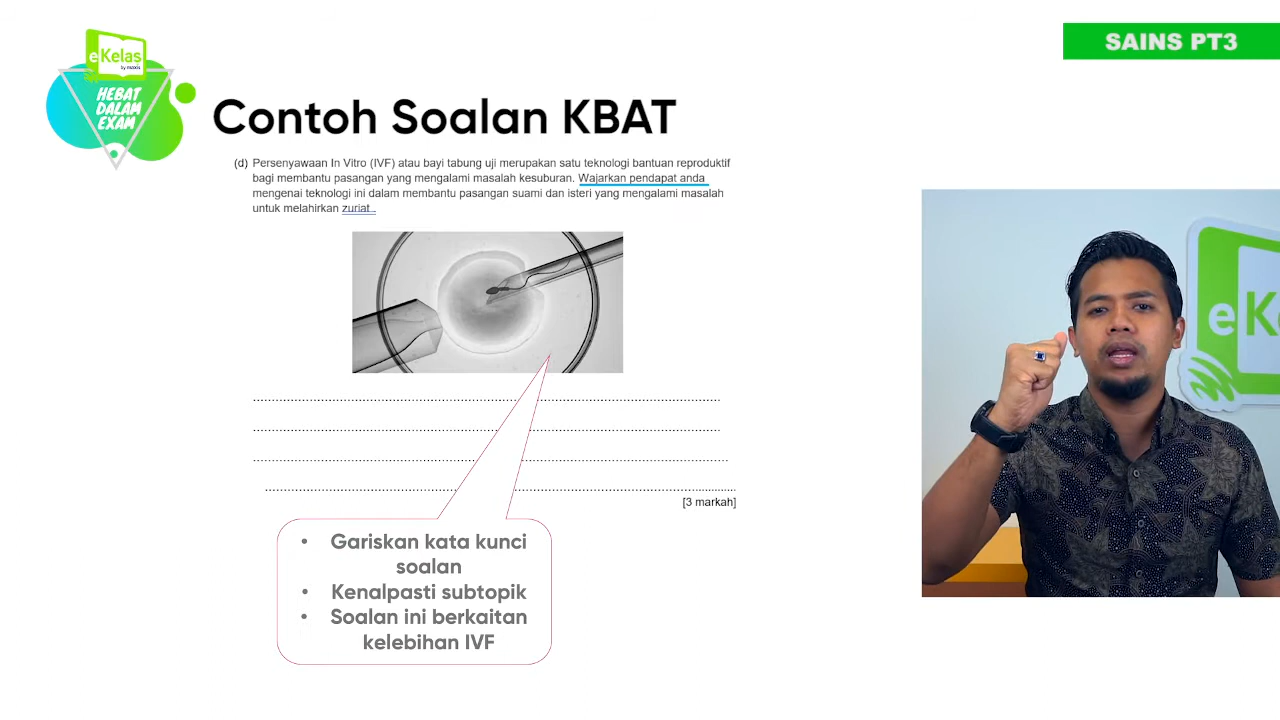 eKelas
by maxis
HEBAT
DALAM
EXAM
SAINS PT3
Contoh Soalan KBAT
(d) Persenyawaan In Vitro (IVF) atau bayi tabung uji merupakan satu teknologi bantuan reproduktif
bagi membantu pasangan yang mengalami masalah kesuburan. Wajarkan pendapat anda
mengenai teknologi ini dalam membantu pasangan suami dan isteri yang mengalami masalah
untuk melahirkan zuriat..
[3 markah]
• Gariskan kata kunci
soalan
• Kenalpasti subtopik
• Soalan ini berkaitan
kelebihan IVF
eKe